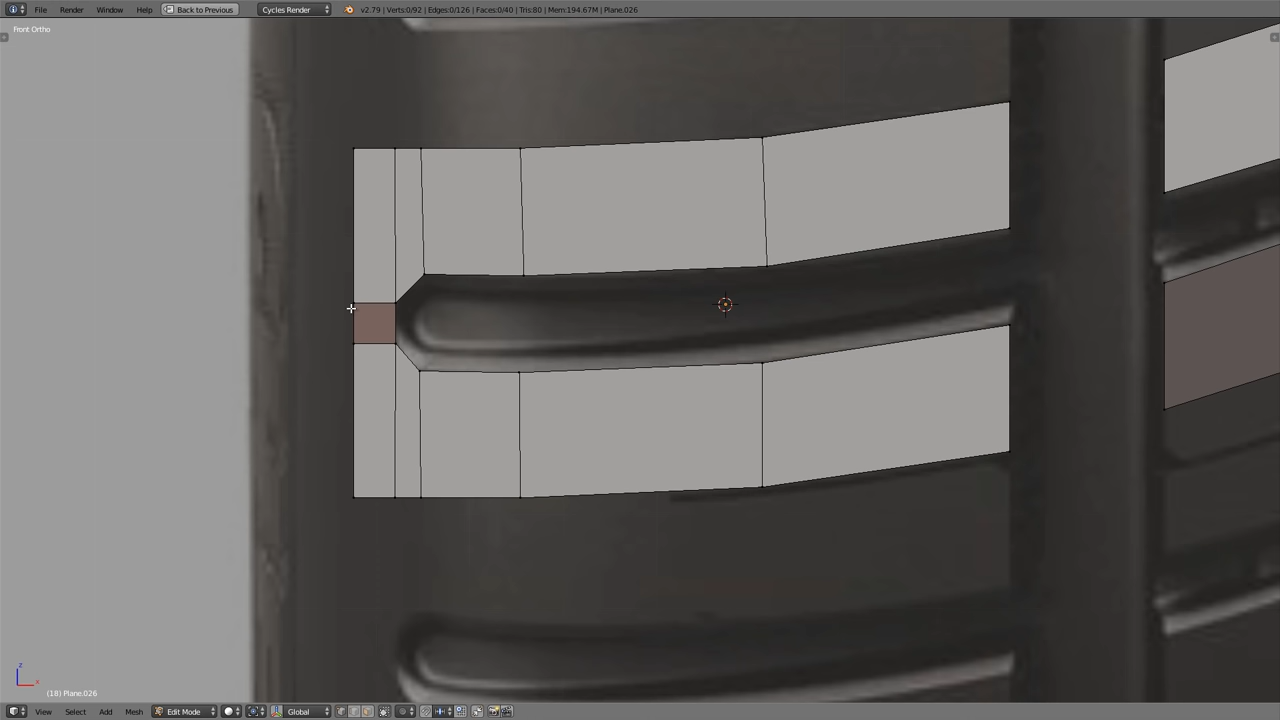 File Render Window Help Back to Previous Cycles Render v2.79 | Verts:0/92 | Edges:0/126 | Faces:0/40 | Tris:80 | Mem:194.67M | Plane.026
Front Ortho
z
x
(18) Plane.026
View Select Add Mesh Edit Mode Global